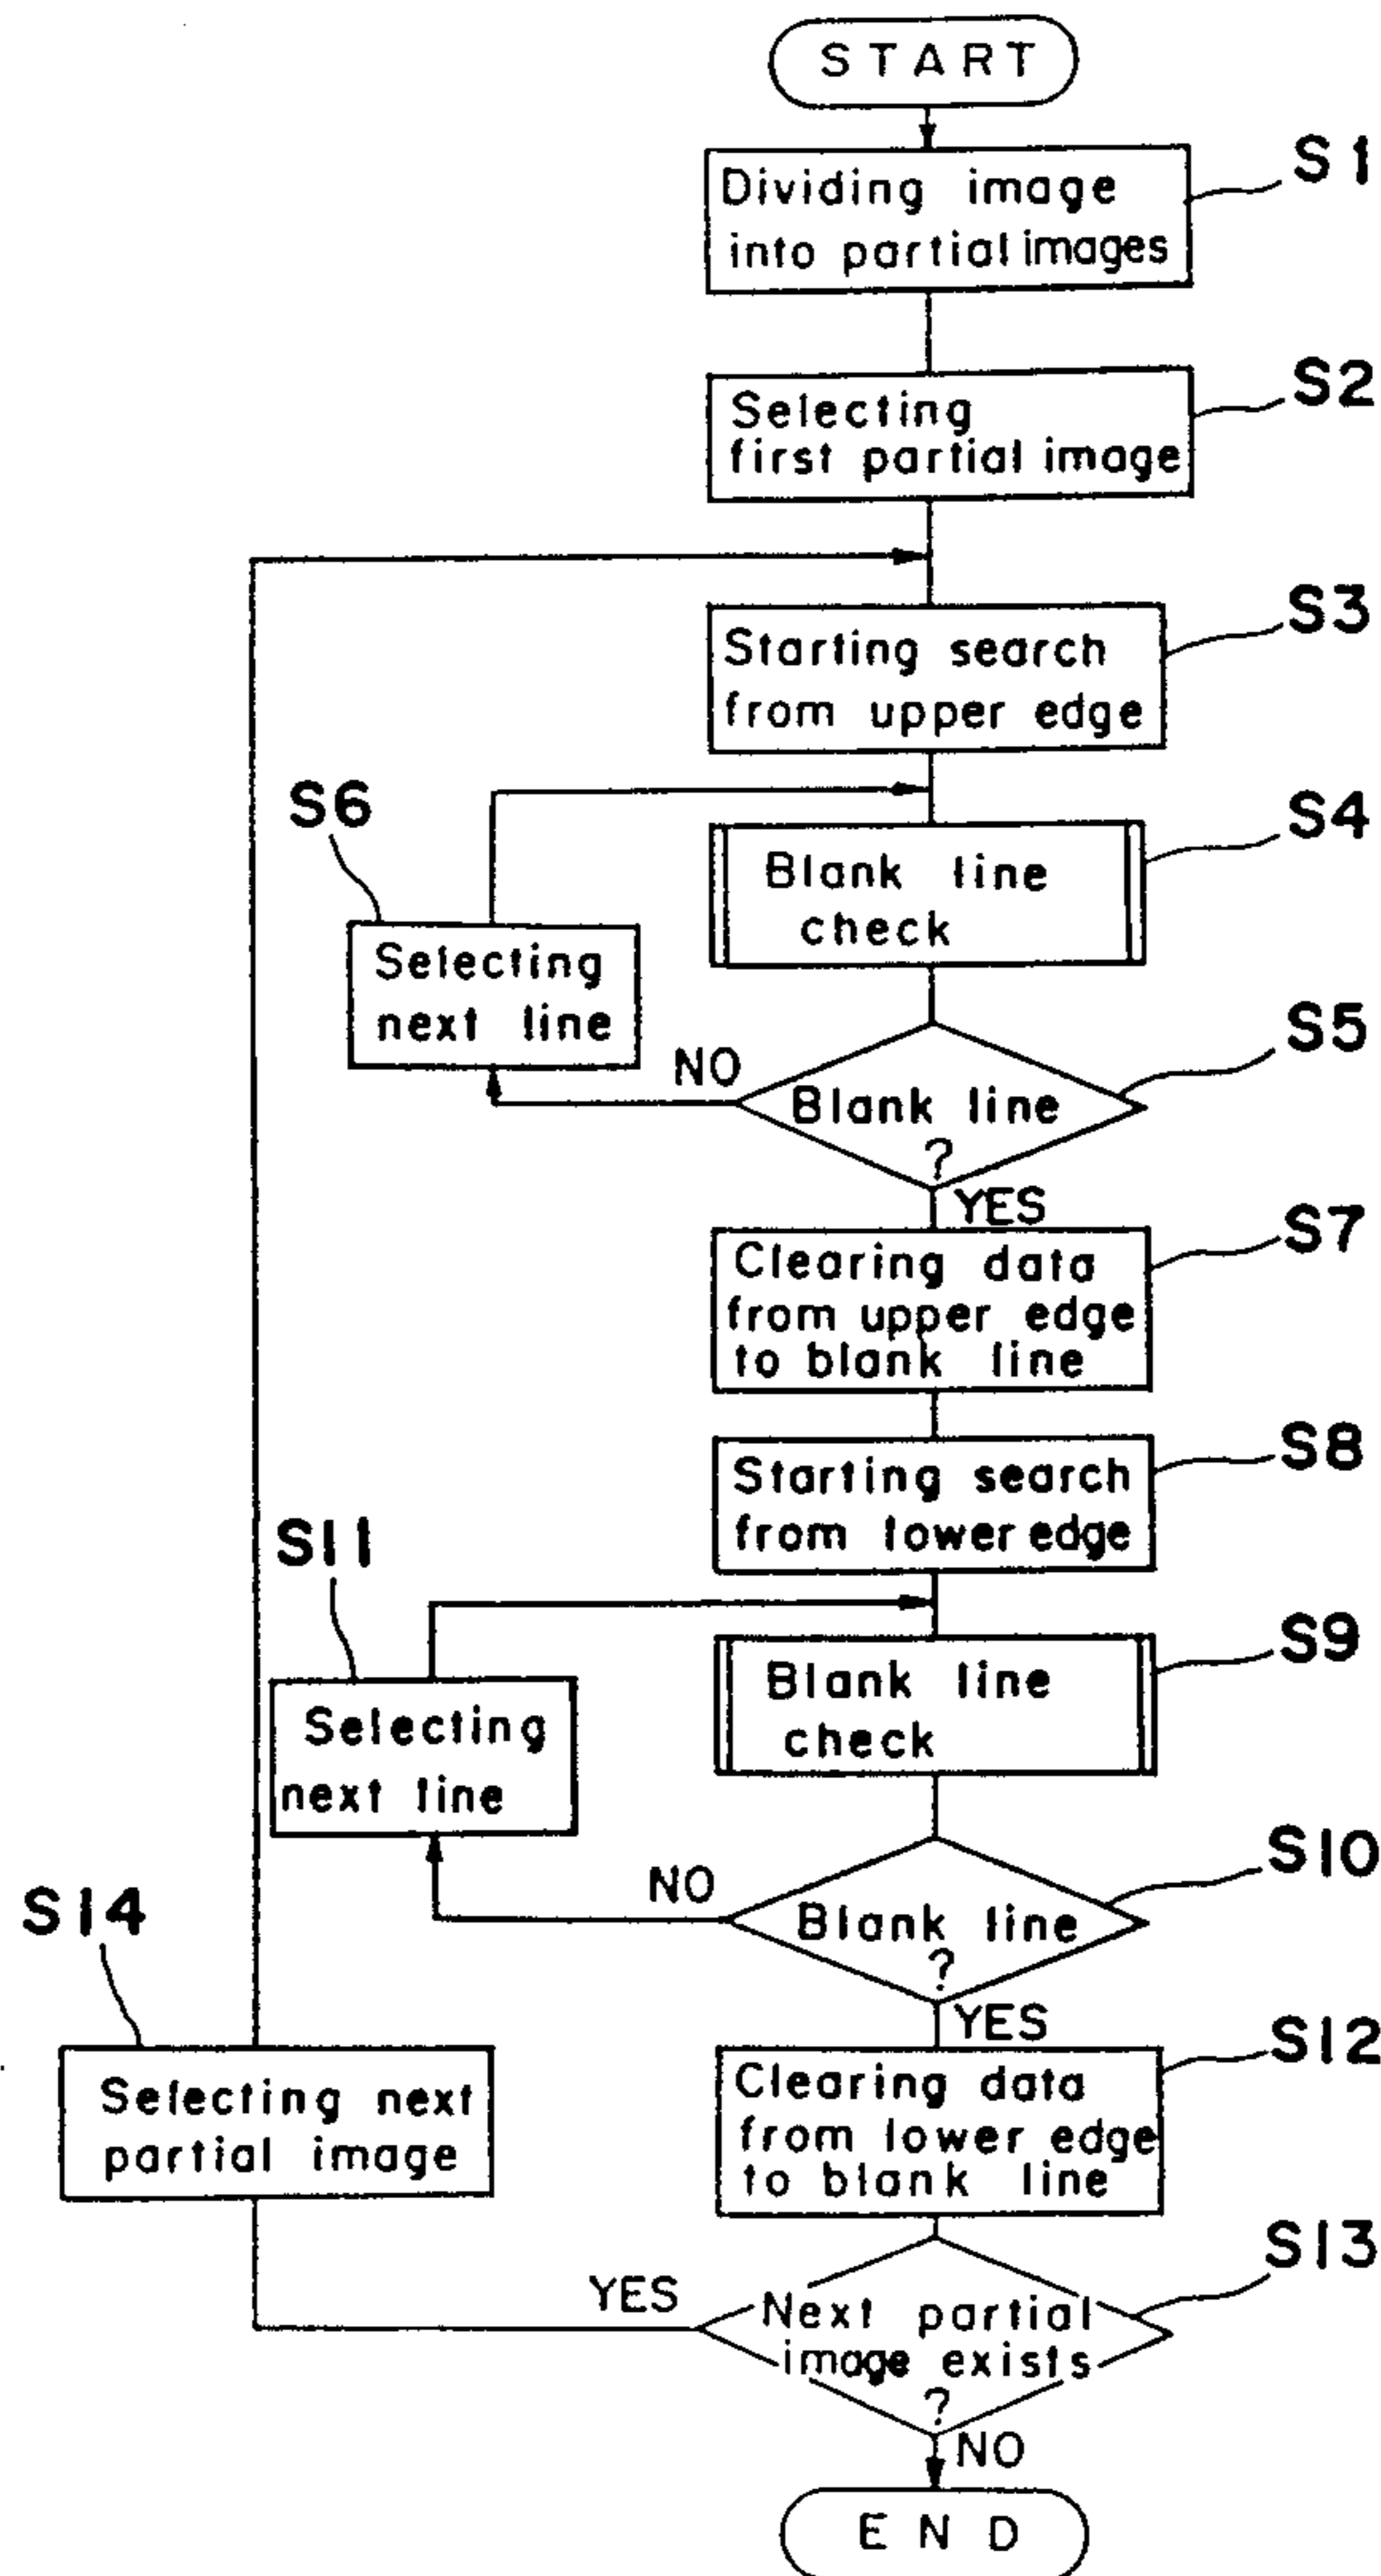 START
S1
Dividing image
into partial images
S2
Selecting
first partial image
S3
Starting search
from upper edge
S6
S4
Blank line
check
Selecting
next line
S5
NO
Blank line
?
YES
S7
Clearing data
from upper edge
to blank line
S8
Starting search
from lower edge
S11
S9
Blank line
check
Selecting
next line
S10
NO
Blank line
?
S14
YES
S12
Clearing data
from lower edge
to blank line
Selecting next
partial image
S13
YES
Next partial
image exists
?
NO
END